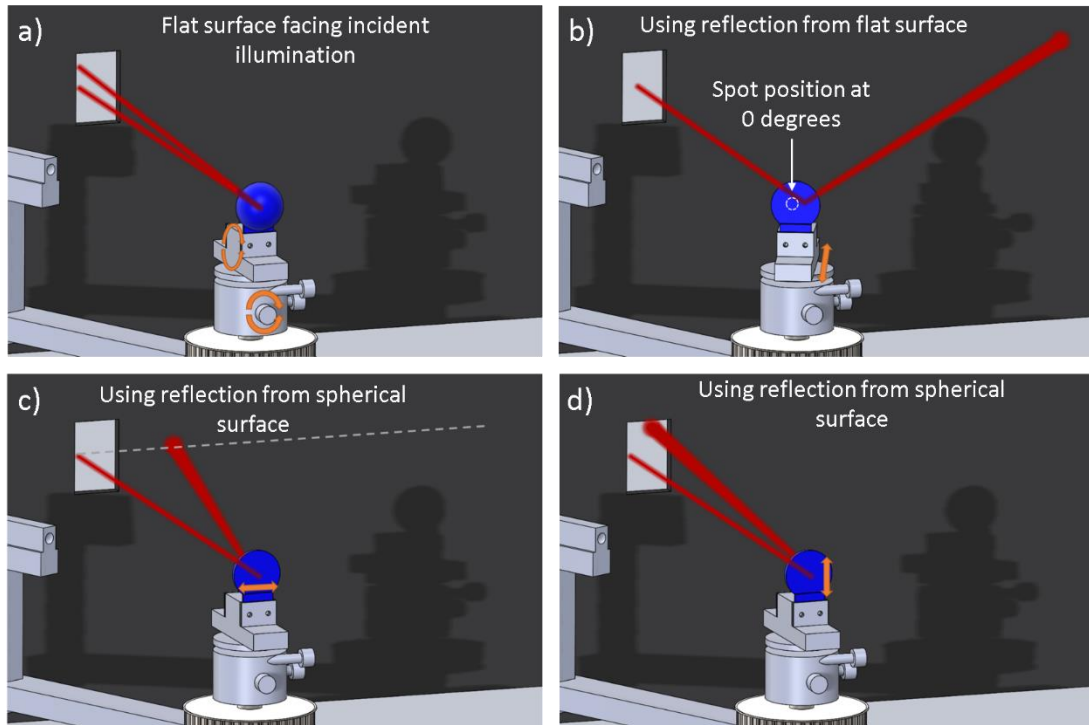 a)
Flat surface facing incident
illumination
b)
Using reflection from flat surface
Spot position at
0 degrees
c)
Using reflection from spherical
surface
d)
Using reflection from spherical
surface